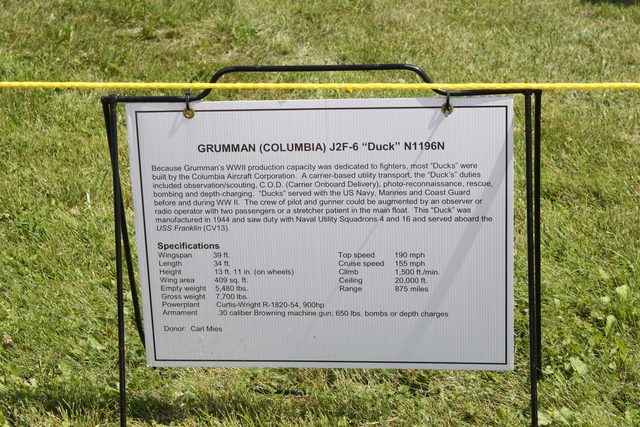 GRUMMAN (COLUMBIA) J2F-6 "Duck" N1196N
Because Grumman's WWII production capacity was dedicated to fighters, most "Ducks" were
built by the Columbia Aircraft Corporation. A carrier-based utility transport, the "Duck's" duties
included observation/scouting, C.O.D. (Carrier Onboard Delivery), photo-reconnaissance, rescue,
bombing and depth-charging. "Ducks" served with the US Navy, Marines and Coast Guard
before and during WW II. The crew of pilot and gunner could be augmented by an observer or
radio operator with two passengers or a stretcher patient in the main float. This "Duck" was
manufactured in 1944 and saw duty with Naval Utility Squadrons 4 and 16 and served aboard the
USS Franklin (CV13).
Specifications
Wingspan 39 ft. Top speed 190 mph
Length 34 ft. Cruise speed 155 mph
Height 13 ft. 11 in. (on wheels) Climb 1,500 ft./min.
Wing area 409 sq. ft. Ceiling 20,000 ft.
Empty weight 5,480 lbs. Range 875 miles
Gross weight 7,700 lbs.
Powerplant Curtis-Wright R-1820-54, 900hp
Armament .30 caliber Browning machine gun; 650 lbs. bombs or depth charges
Donor: Carl Mies